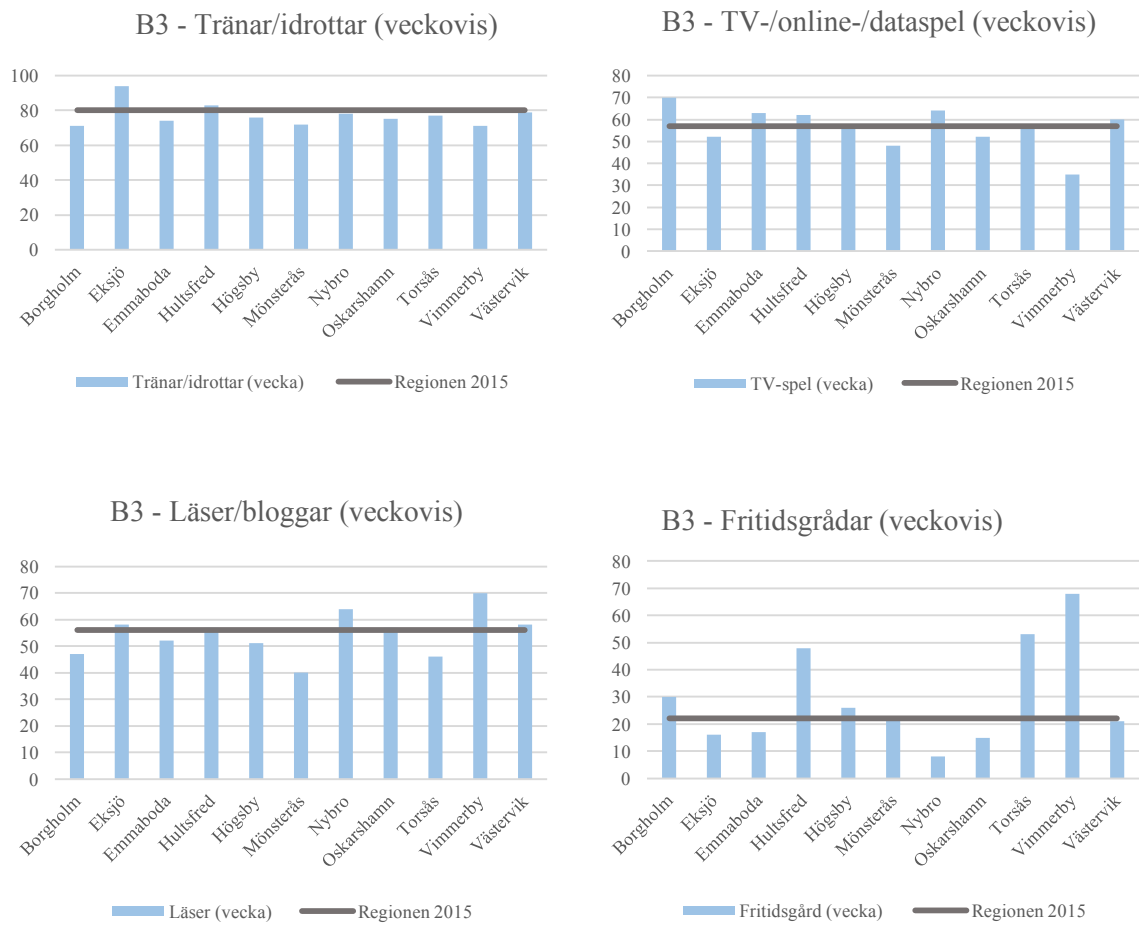 B3 - Tränar/idrottar (veckovis)
100
80
60
40
20
0
Borgholm
Eksjö
Emmaboda
Hultsfred
Högsby
Mönsterås
Nybro
Oskarshamn
Torsås
Vimmerby
Västervik
Tränar/idrottar (vecka) Regionen 2015
B3 - TV-/online-/dataspel (veckovis)
80
70
60
50
40
30
20
10
0
Borgholm
Eksjö
Emmaboda
Hultsfred
Högsby
Mönsterås
Nybro
Oskarshamn
Torsås
Vimmerby
Västervik
TV-spel (vecka) Regionen 2015
B3 - Läser/bloggar (veckovis)
80
70
60
50
40
30
20
10
0
Borgholm
Eksjö
Emmaboda
Hultsfred
Högsby
Mönsterås
Nybro
Oskarshamn
Torsås
Vimmerby
Västervik
Läser (vecka) Regionen 2015
B3 - Fritidsgrådar (veckovis)
80
70
60
50
40
30
20
10
0
Borgholm
Eksjö
Emmaboda
Hultsfred
Högsby
Mönsterås
Nybro
Oskarshamn
Torsås
Vimmerby
Västervik
Fritidsgård (vecka) Regionen 2015